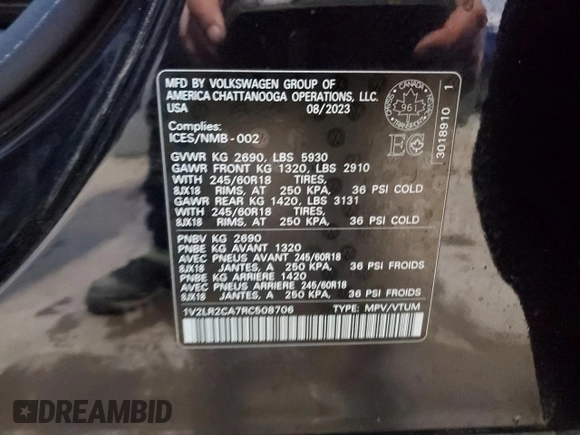 MFD BY VOLKSWAGEN GROUP OF
AMERICA CHATTANOOGA OPERATIONS, LLC.
USA 08/2023
Complies:
ICES/NMB-002
GVWR KG 2690, LBS 5930
GAWR FRONT KG 1320, LBS 2910
WITH 245/60R18 TIRES,
8JX18 RIMS, AT 250 KPA, 36 PSI COLD
GAWR REAR KG 1420, LBS 3131
WITH 245/60R18 TIRES,
8JX18 RIMS, AT 250 KPA, 36 PSI COLD
PNBV KG 2690
PNBE KG AVANT 1320
AVEC PNEUS AVANT 245/60R18
8JX18 JANTES, A 250 KPA, 36 PSI FROIDS
PNBE KG ARRIERE 1420
AVEC PNEUS ARRIERE 245/60R18
8JX18 JANTES, A 250 KPA, 36 PSI FROIDS
1V2LR2CA7RC508706 TYPE: MPV/VTUM
CANADA
TRANSPORT
961
EG
3018910 1
DREAMBID